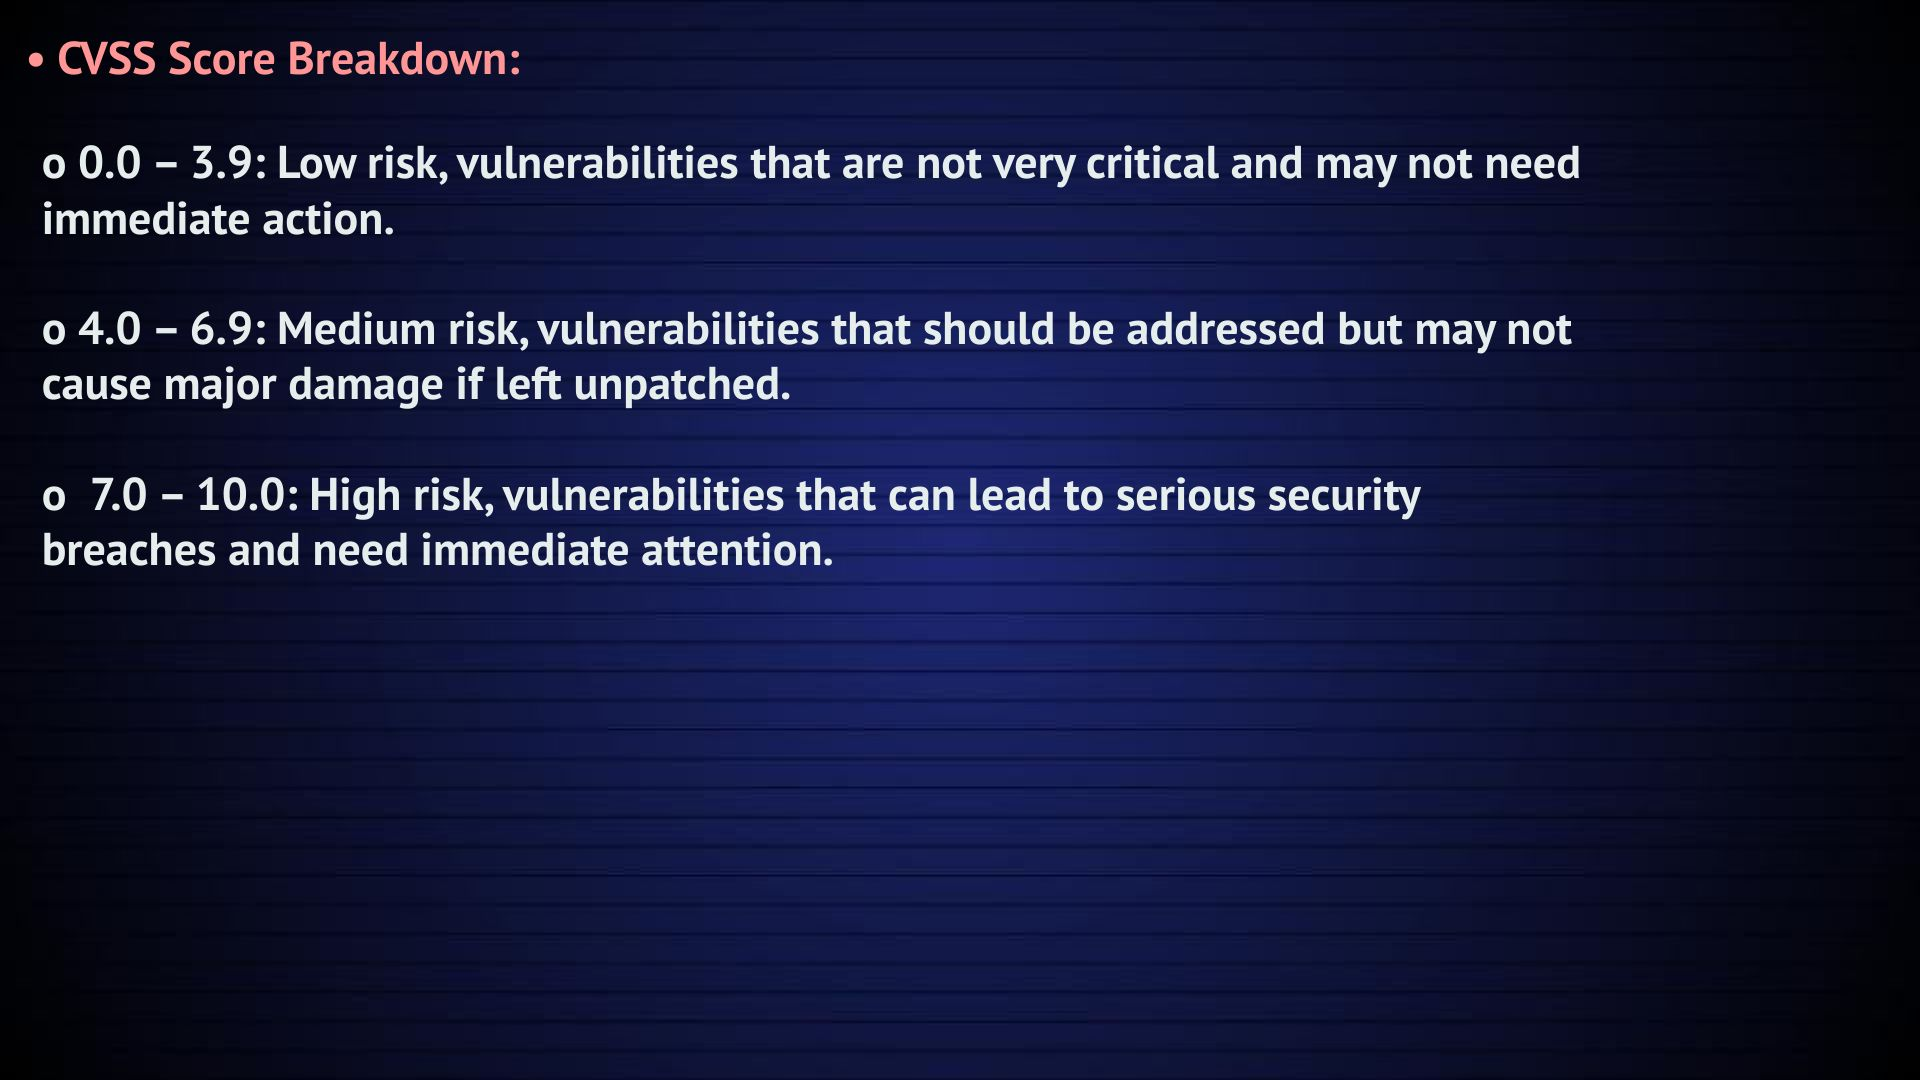 • CVSS Score Breakdown:
o 0.0 – 3.9: Low risk, vulnerabilities that are not very critical and may not need
immediate action.
o 4.0 – 6.9: Medium risk, vulnerabilities that should be addressed but may not
cause major damage if left unpatched.
o  7.0 – 10.0: High risk, vulnerabilities that can lead to serious security
breaches and need immediate attention.